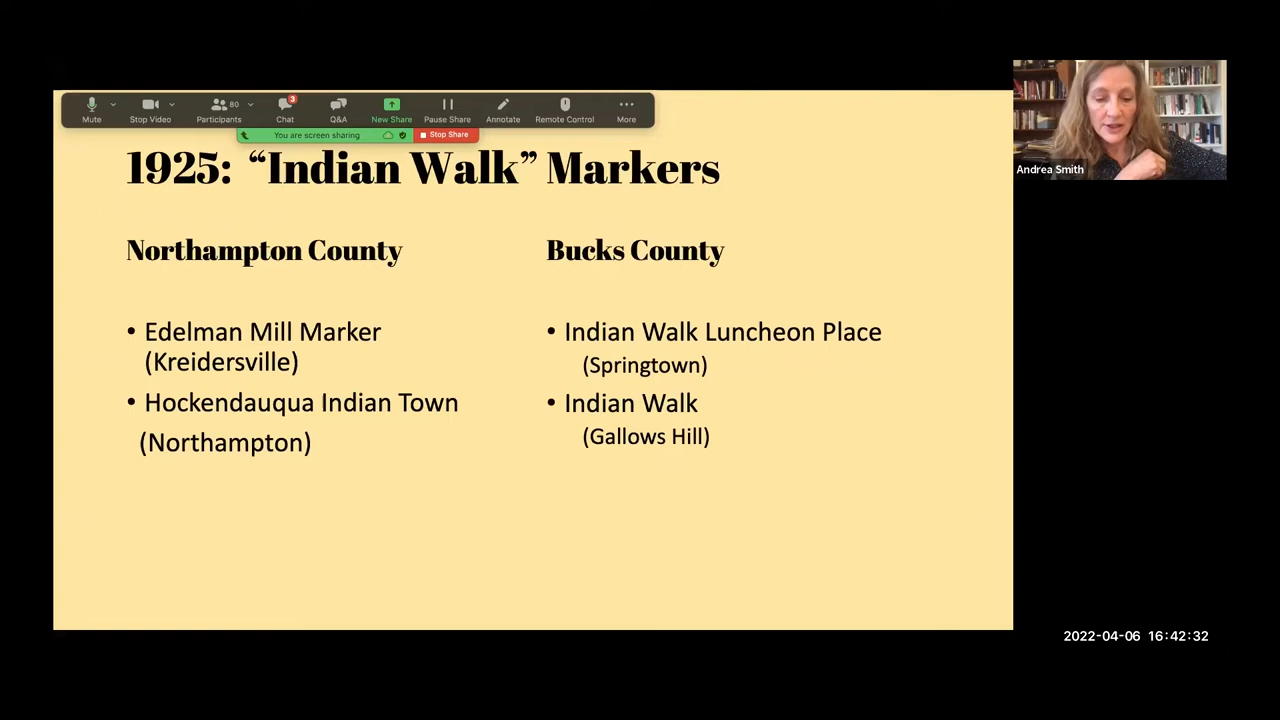 Mute
Stop Video
80
Participants
3
Chat
Q&A
New Share
Pause Share
Annotate
Remote Control
More
You are screen sharing
Stop Share
1925: “Indian Walk” Markers
Northampton County
• Edelman Mill Marker
(Kreidersville)
• Hockendauqua Indian Town
(Northampton)
Bucks County
• Indian Walk Luncheon Place
(Springtown)
• Indian Walk
(Gallows Hill)
Andrea Smith
2022-04-06 16:42:32